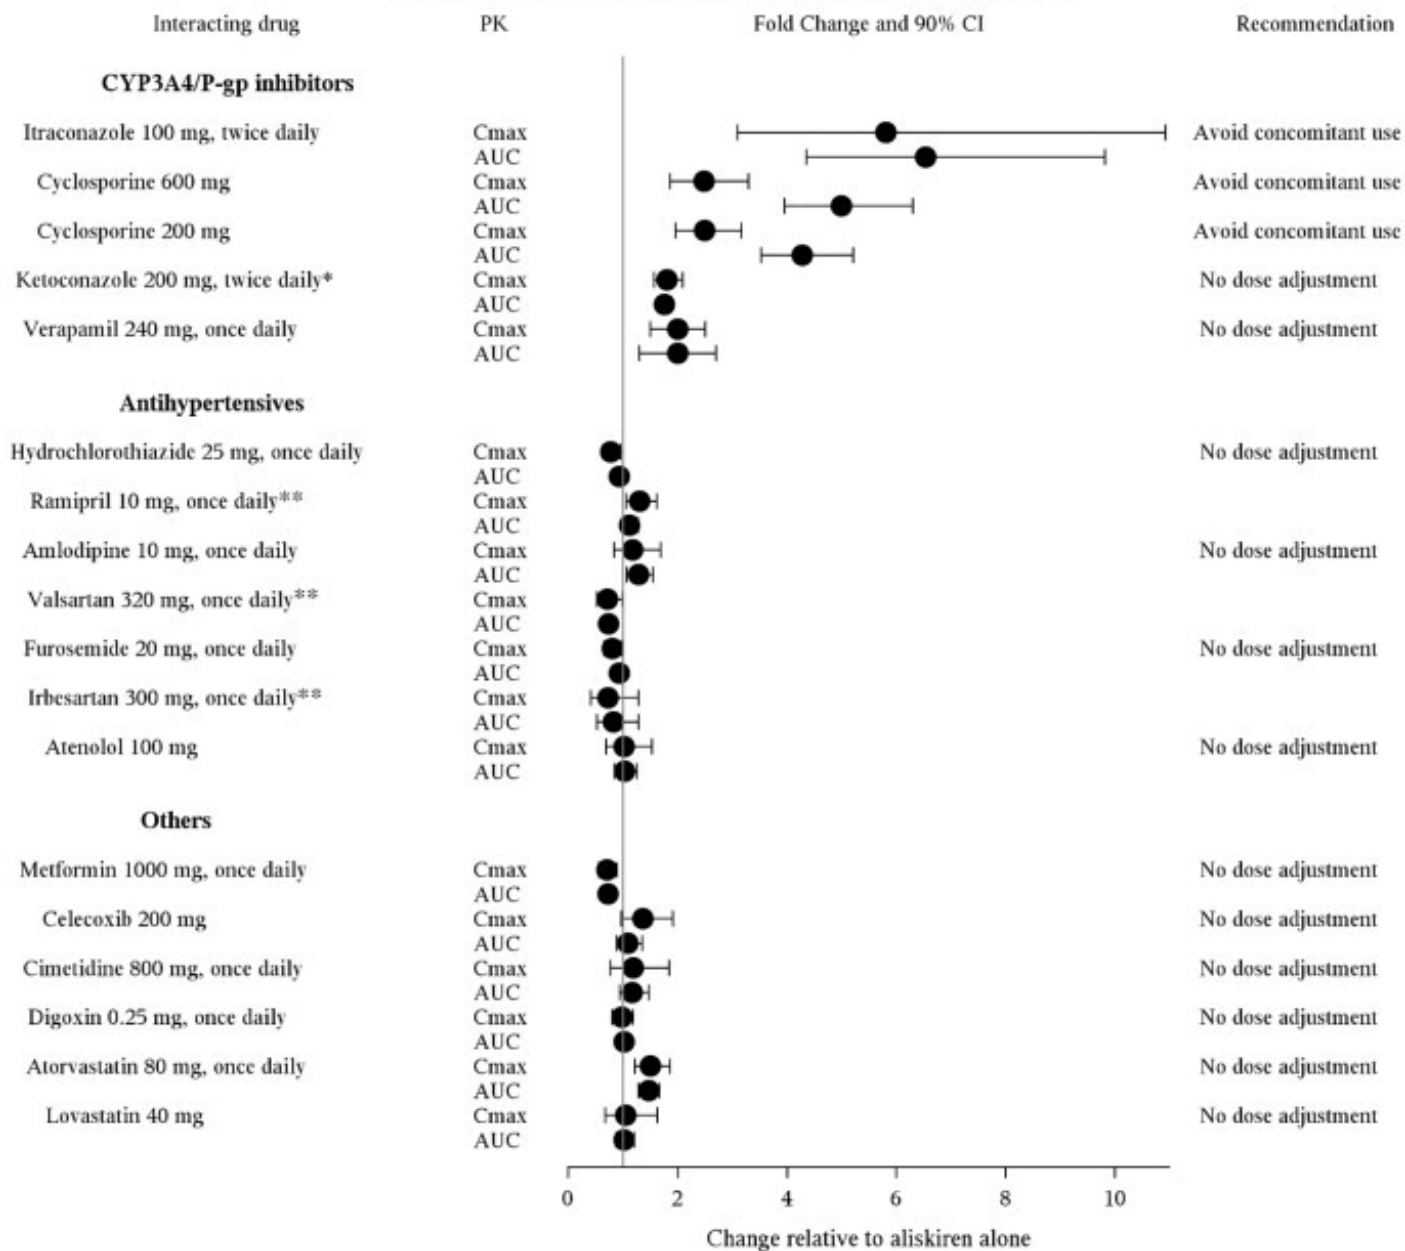 Interacting drug PK Fold Change and 90% CI Recommendation
CYP3A4/P-gp inhibitors
Itraconazole 100 mg, twice daily Cmax Avoid concomitant use
AUC
Cyclosporine 600 mg Cmax Avoid concomitant use
AUC
Cyclosporine 200 mg Cmax Avoid concomitant use
AUC
Ketoconazole 200 mg, twice daily* Cmax No dose adjustment
AUC
Verapamil 240 mg, once daily Cmax No dose adjustment
AUC
Antihypertensives
Hydrochlorothiazide 25 mg, once daily Cmax No dose adjustment
AUC
Ramipril 10 mg, once daily** Cmax
AUC
Amlodipine 10 mg, once daily Cmax No dose adjustment
AUC
Valsartan 320 mg, once daily** Cmax
AUC
Furosemide 20 mg, once daily Cmax No dose adjustment
AUC
Irbesartan 300 mg, once daily** Cmax
AUC
Atenolol 100 mg Cmax No dose adjustment
AUC
Others
Metformin 1000 mg, once daily Cmax No dose adjustment
AUC
Celecoxib 200 mg Cmax No dose adjustment
AUC
Cimetidine 800 mg, once daily Cmax No dose adjustment
AUC
Digoxin 0.25 mg, once daily Cmax No dose adjustment
AUC
Atorvastatin 80 mg, once daily Cmax No dose adjustment
AUC
Lovastatin 40 mg Cmax No dose adjustment
AUC
0 2 4 6 8 10
Change relative to aliskiren alone